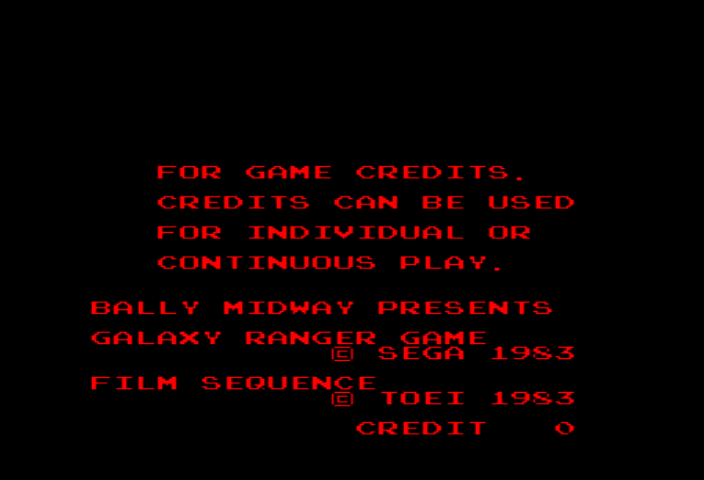 FOR GAME CREDITS.
CREDITS CAN BE USED
FOR INDIVIDUAL OR
CONTINUOUS PLAY.
BALLY MIDWAY PRESENTS
GALAXY RANGER GAME
© SEGA 1983
FILM SEQUENCE
© TOEI 1983
CREDIT 0